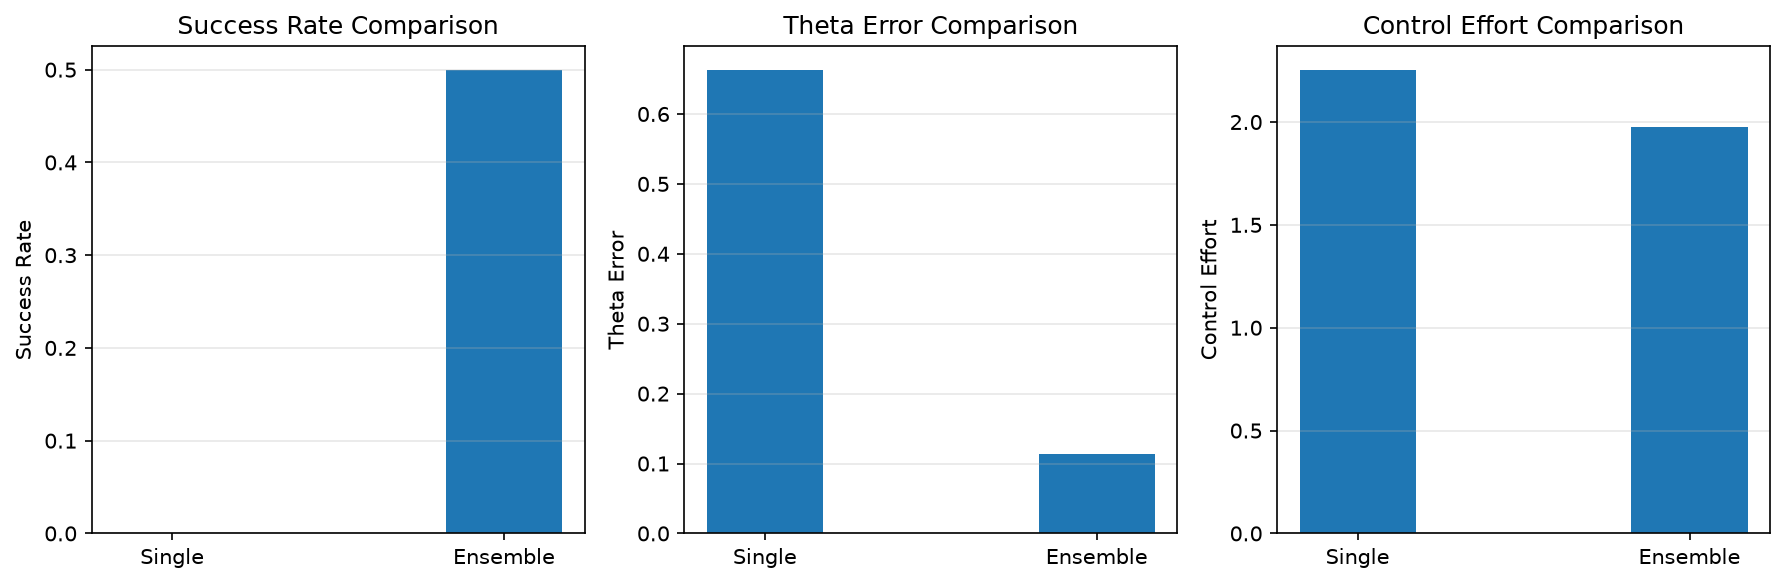 Success Rate Comparison
Success Rate
0.5
0.4
0.3
0.2
0.1
0.0
Single
Ensemble
Theta Error Comparison
Theta Error
0.6
0.5
0.4
0.3
0.2
0.1
0.0
Single
Ensemble
Control Effort Comparison
Control Effort
2.0
1.5
1.0
0.5
0.0
Single
Ensemble